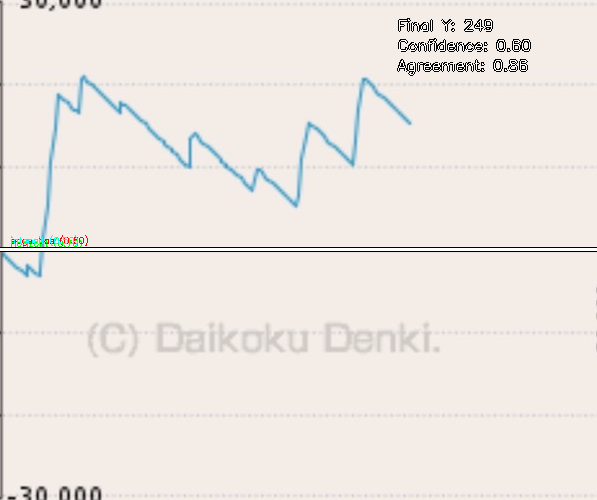 30,000
Final Y: 249
Confidence: 0.60
Agreement: 0.86
(C) Daikoku Denki.
-30,000